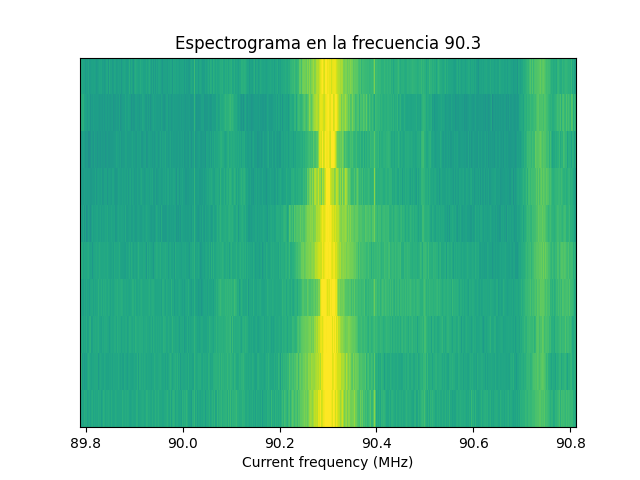 Espectrograma en la frecuencia 90.3
89.8 90.0 90.2 90.4 90.6 90.8
Current frequency (MHz)